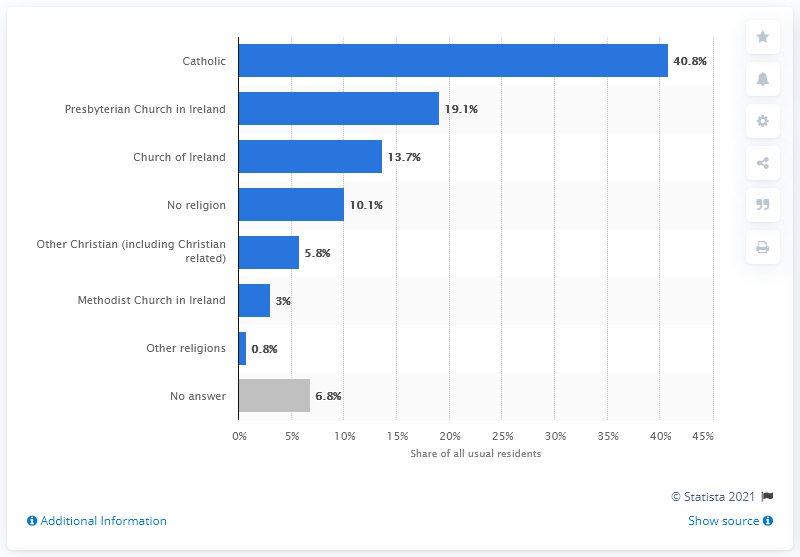 Catholic
40.8%
Presbyterian Church in Ireland
19.1%
Church of Ireland
13.7%
No religion
10.1%
Other Christian (including Christian
related)
5.8%
Methodist Church in Ireland
3%
Other religions
0.8%
No answer
6.8%
0% 5% 10% 15% 20% 25% 30% 35% 40% 45%
Share of all usual residents
© Statista 2021
Additional Information
Show source